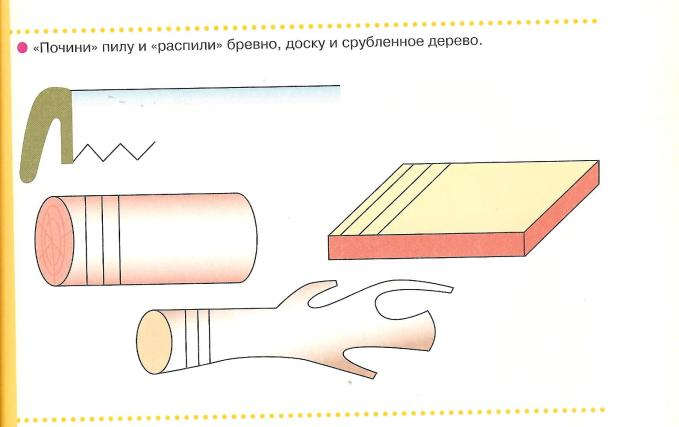 «Почини» пилу и «распили» бревно, доску и срубленное дерево.